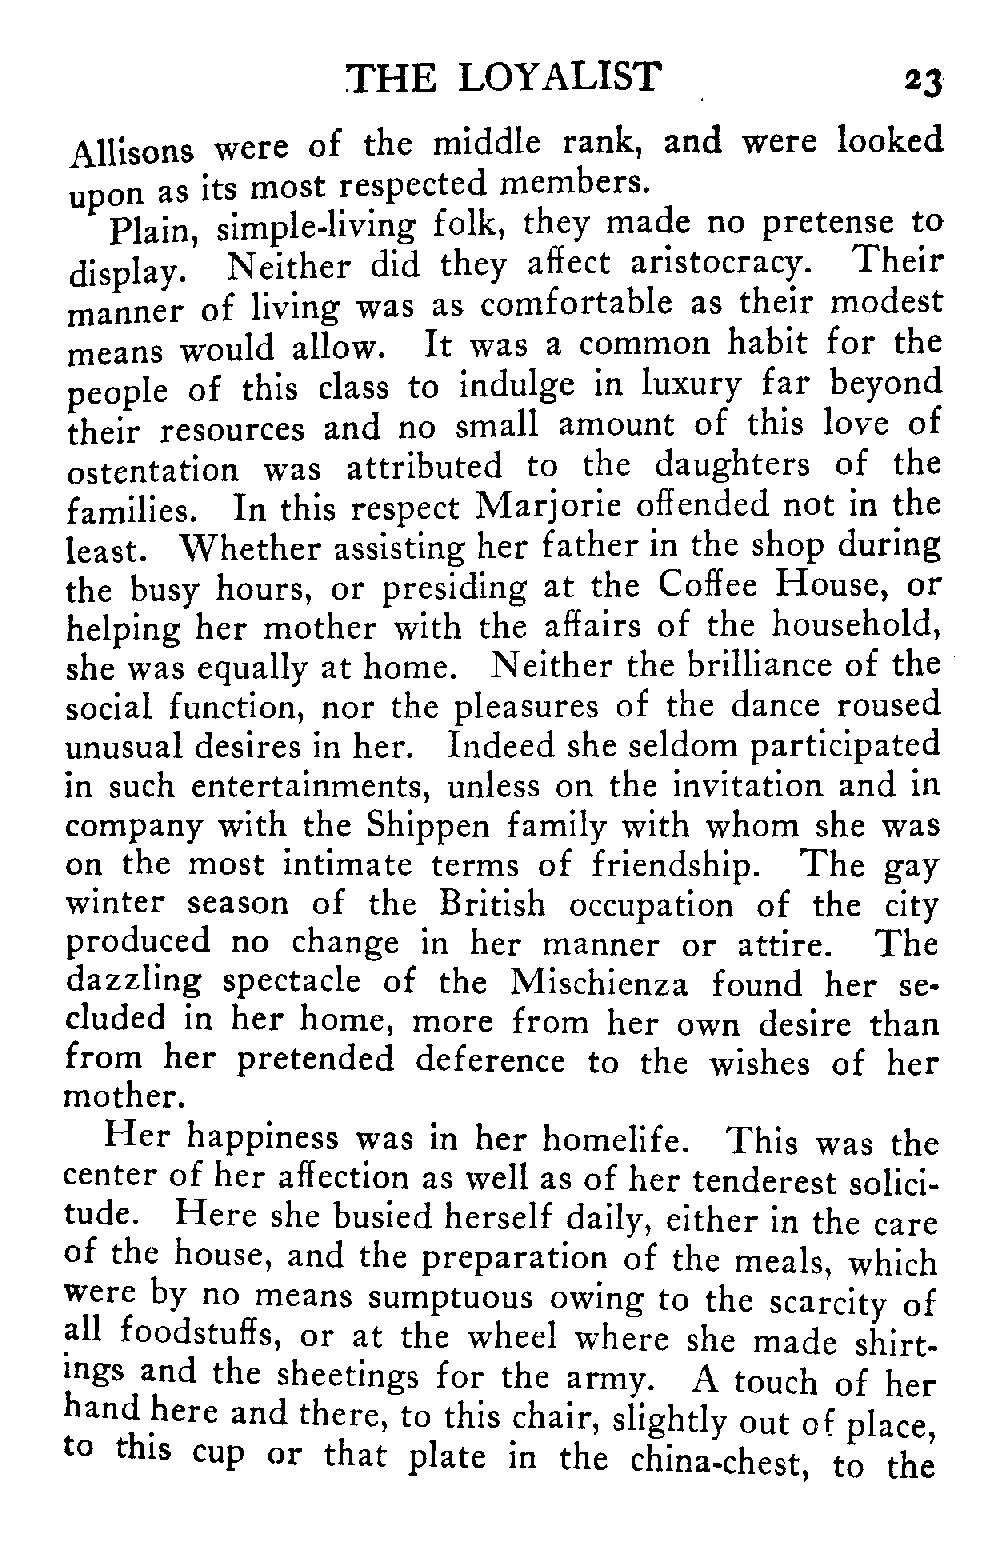 THE LOYALIST 23
Allisons were of the middle rank, and were looked
upon as its most respected members.
Plain, simple-living folk, they made no pretense to
display. Neither did they affect aristocracy. Their
manner of living was as comfortable as their modest
means would allow. It was a common habit for the
people of this class to indulge in luxury far beyond
their resources and no small amount of this love of
ostentation was attributed to the daughters of the
families. In this respect Marjorie offended not in the
least. Whether assisting her father in the shop during
the busy hours, or presiding at the Coffee House, or
helping her mother with the affairs of the household,
she was equally at home. Neither the brilliance of the
social function, nor the pleasures of the dance roused
unusual desires in her. Indeed she seldom participated
in such entertainments, unless on the invitation and in
company with the Shippen family with whom she was
on the most intimate terms of friendship. The gay
winter season of the British occupation of the city
produced no change in her manner or attire. The
dazzling spectacle of the Mischienza found her se-
cluded in her home, more from her own desire than
from her pretended deference to the wishes of her
mother.
Her happiness was in her homelife. This was the
center of her affection as well as of her tenderest solici-
tude. Here she busied herself daily, either in the care
of the house, and the preparation of the meals, which
were by no means sumptuous owing to the scarcity of
all foodstuffs, or at the wheel where she made shirt-
ings and the sheetings for the army. A touch of her
hand here and there, to this chair, slightly out of place,
to this cup or that plate in the china-chest, to the